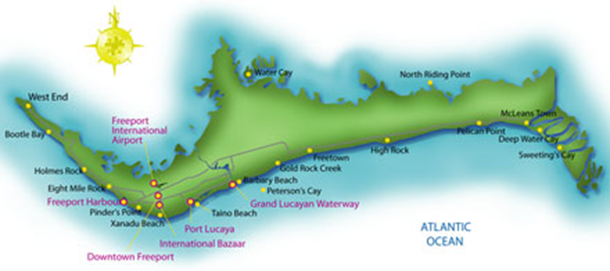 Water Cay
North Riding Point
West End
McLeans Town
Freeport
International
Airport
Bootle Bay
Pelican Point
Deep Water Cay
High Rock
Sweeting's Cay
Freetown
Holmes Rock
Gold Rock Creek
Barbary Beach
Eight Mile Rock
Peterson's Cay
Freeport Harbour
Grand Lucayan Waterway
Pinder's Point
Taino Beach
Xanadu Beach
Port Lucaya
ATLANTIC
OCEAN
International Bazaar
Downtown Freeport